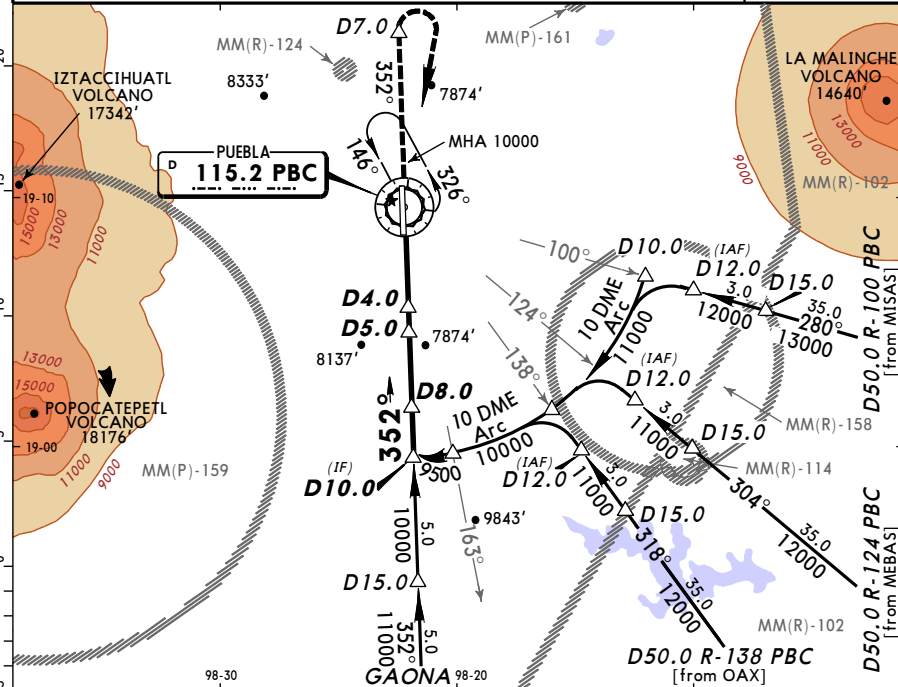 D7.0
MM(P)-161
MM(R)-124
IZTACCIHUATL
VOLCANO
17342'
8333'
352°
7874'
LA MALINCHE
VOLCANO
14640'
13000
11000
9000
MHA 10000
PUEBLA
D
115.2 PBC
146°
326°
MM(R)-102
19-10
15000
13000
11000
100°
D10.0
(IAF)
D12.0
D15.0
3.0
12000
35.0
280°
13000
D50.0 R-100 PBC
[from MISAS]
D4.0
D5.0
124°
10 DME
Arc
11000
7874'
8137'
138°
(IAF)
D12.0
13000
15000
POPOCATEPETL
VOLCANO
18176'
D8.0
352°
10 DME
Arc
10000
3.0
11000
D15.0
MM(R)-158
19-00
11000
9000
MM(P)-159
(IF)
D10.0
9500
(IAF)
D12.0
3.0
11000
MM(R)-114
304°
35.0
12000
D50.0 R-124 PBC
[from MEBAS]
9843'
163°
D15.0
318°
35.0
12000
10000
5.0
D15.0
352°
11000
5.0
MM(R)-102
D50.0 R-138 PBC
[from OAX]
98-30
GAONA
98-20